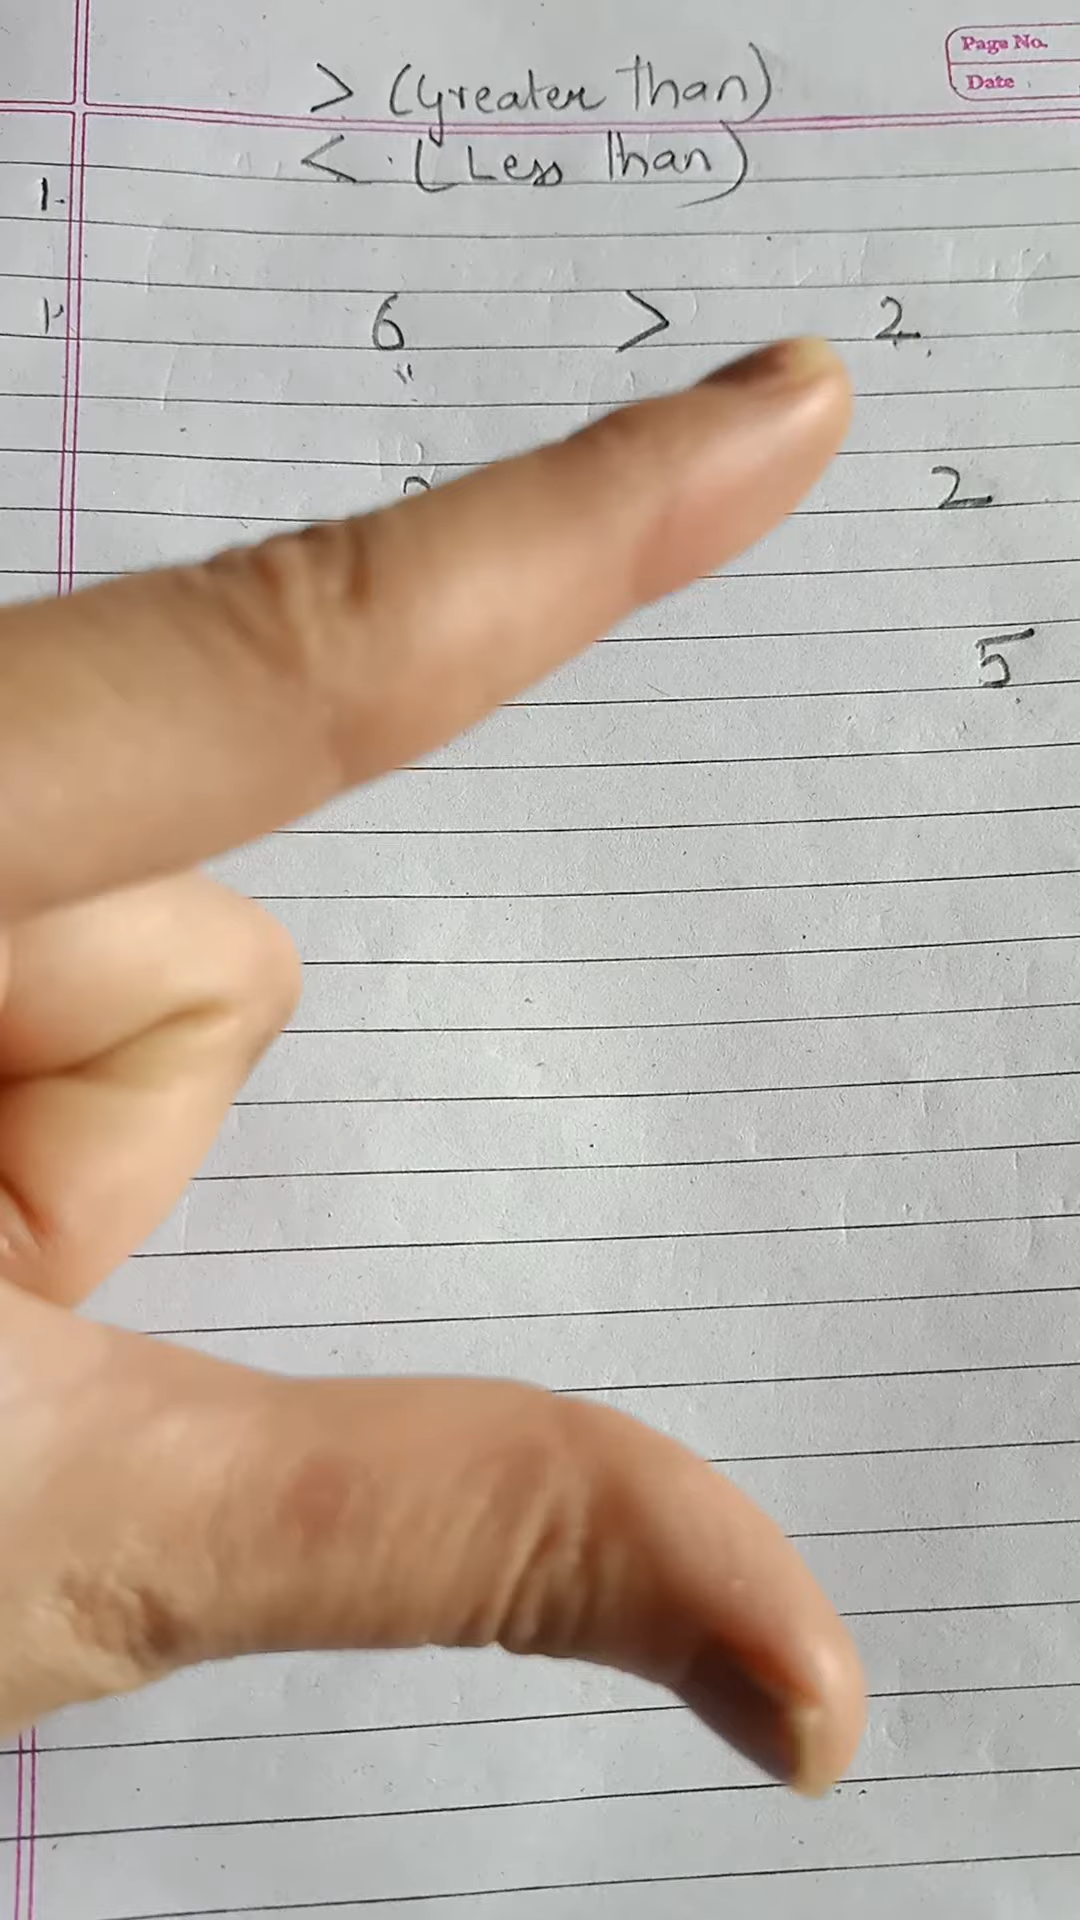 Page No.
Date
> (Greater than)
< (Less than)
1.
1. 6 > 2
2
5